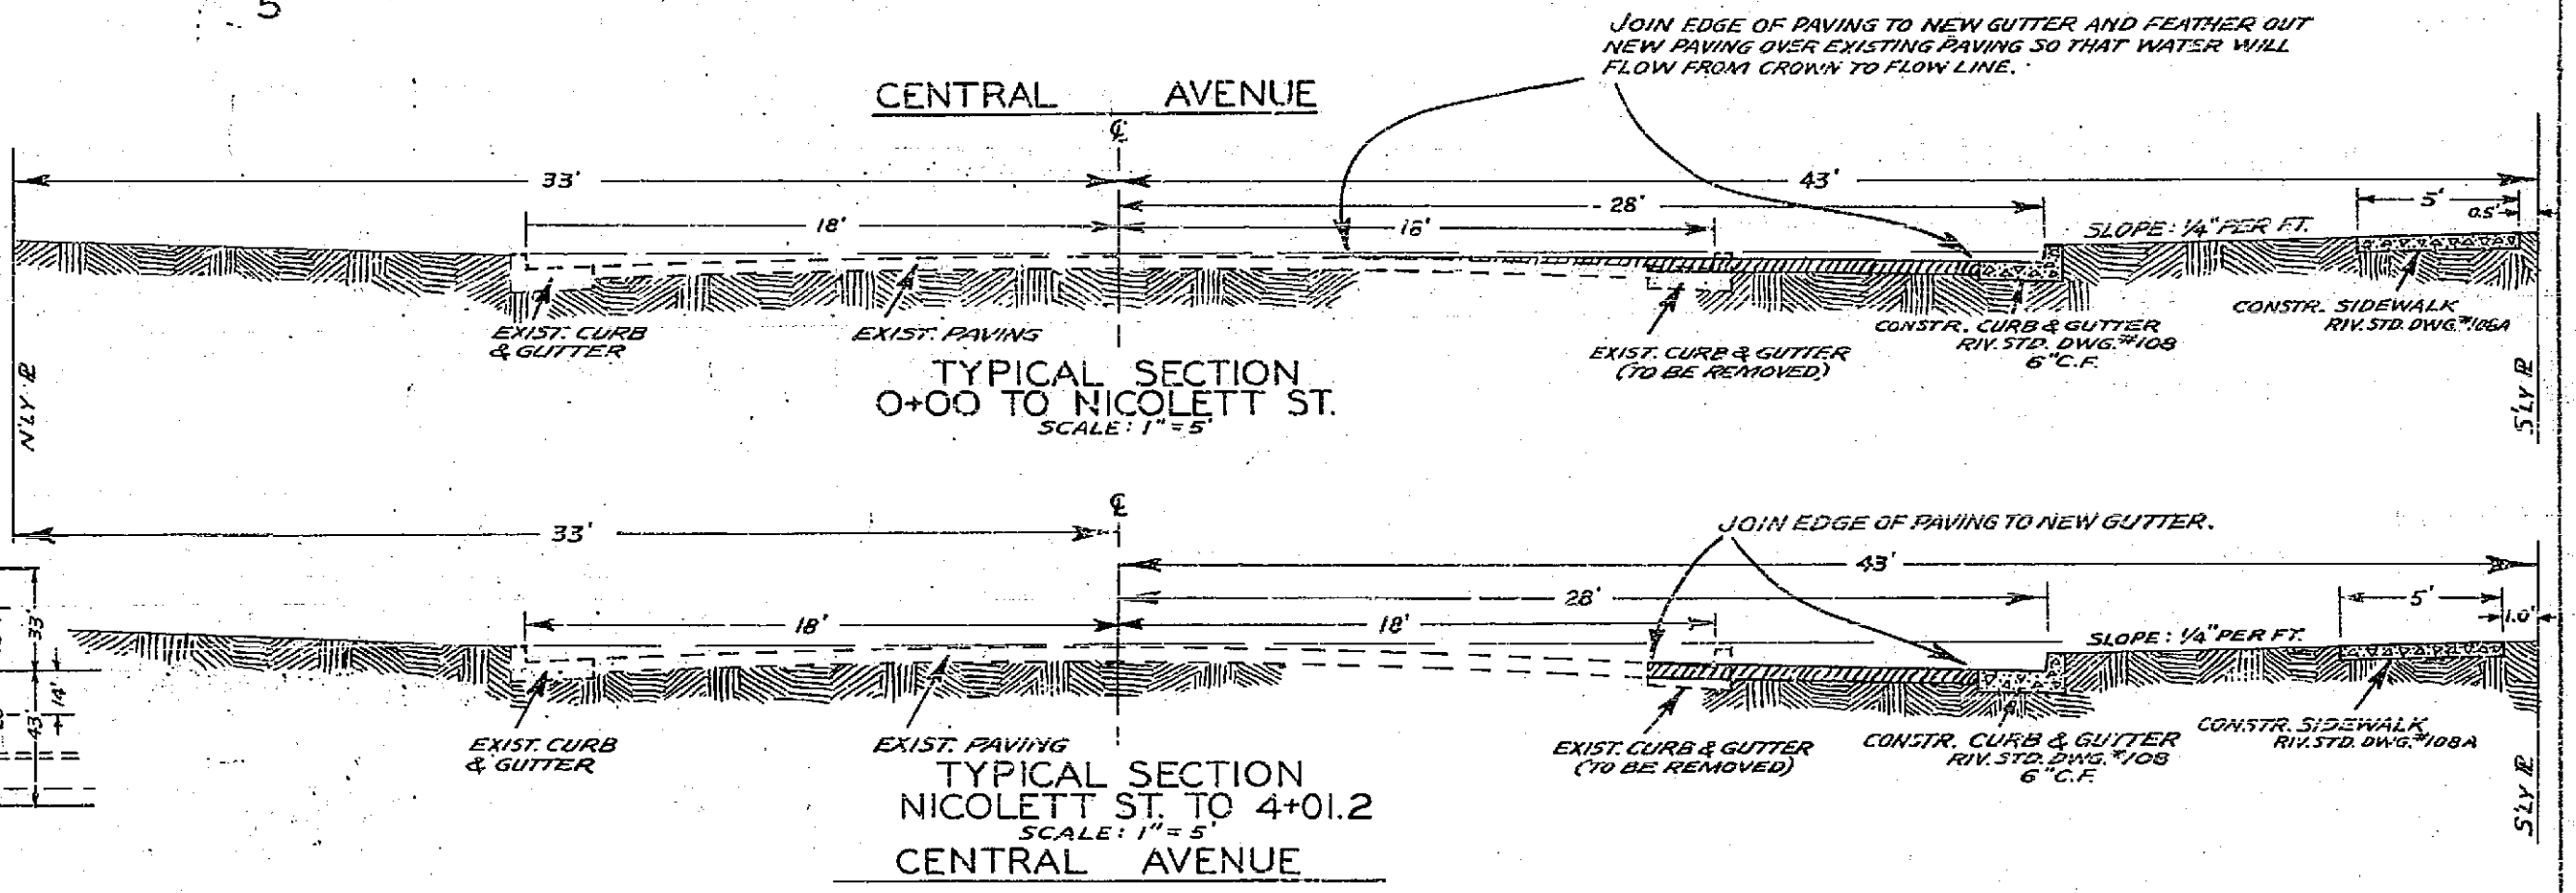 5
JOIN EDGE OF PAVING TO NEW GUTTER AND FEATHER OUT
NEW PAVING OVER EXISTING PAVING SO THAT WATER WILL
FLOW FROM CROWN TO FLOW LINE.
CENTRAL AVENUE
℄
33'
43'
28'
5'
0.5'
18'
16'
SLOPE: 1/4" PER FT.
EXIST. CURB
& GUTTER
EXIST. PAVING
EXIST. CURB & GUTTER
(TO BE REMOVED)
CONSTR. CURB & GUTTER
RIV. STD. DWG. #108
6" C.F.
CONSTR. SIDEWALK
RIV. STD. DWG. #106A
N'LY ⅊
S'LY ⅊
TYPICAL SECTION
0+00 TO NICOLETT ST.
SCALE: 1" = 5'
℄
33'
JOIN EDGE OF PAVING TO NEW GUTTER.
43'
28'
5'
1.0'
18'
18'
SLOPE: 1/4" PER FT.
33'
14'
43'
EXIST. CURB
& GUTTER
EXIST. PAVING
EXIST. CURB & GUTTER
(TO BE REMOVED)
CONSTR. CURB & GUTTER
RIV. STD. DWG. #108
6" C.F.
CONSTR. SIDEWALK
RIV. STD. DWG. #108A
S'LY ⅊
TYPICAL SECTION
NICOLETT ST. TO 4+01.2
SCALE: 1" = 5'
CENTRAL AVENUE